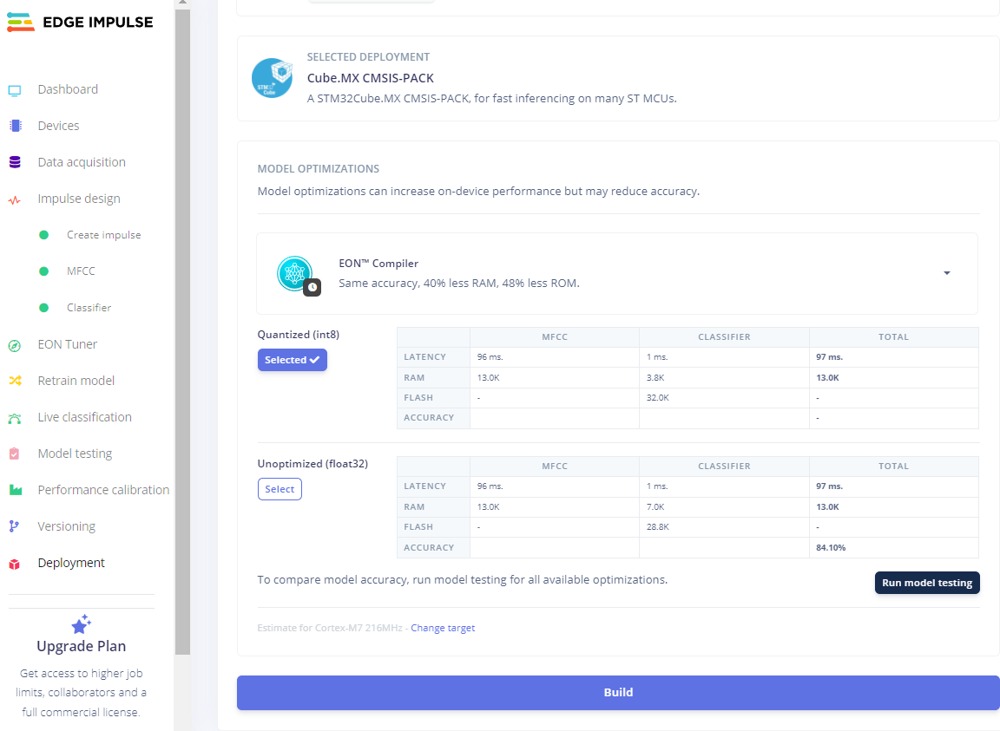 EDGE IMPULSE
Dashboard
Devices
Data acquisition
Impulse design
Create impulse
MFCC
Classifier
EON Tuner
Retrain model
Live classification
Model testing
Performance calibration
Versioning
Deployment
Upgrade Plan
Get access to higher job
limits, collaborators and a
full commercial license.
STM32
Cube
SELECTED DEPLOYMENT
Cube.MX CMSIS-PACK
A STM32Cube.MX CMSIS-PACK, for fast inferencing on many ST MCUs.
MODEL OPTIMIZATIONS
Model optimizations can increase on-device performance but may reduce accuracy.
EON™ Compiler
Same accuracy, 40% less RAM, 48% less ROM.
Quantized (int8)
Selected
MFCC CLASSIFIER TOTAL
LATENCY 96 ms. 1 ms. 97 ms.
RAM 13.0K 3.8K 13.0K
FLASH - 32.0K -
ACCURACY -
Unoptimized (float32)
Select
MFCC CLASSIFIER TOTAL
LATENCY 96 ms. 1 ms. 97 ms.
RAM 13.0K 7.0K 13.0K
FLASH - 28.8K -
ACCURACY 84.10%
To compare model accuracy, run model testing for all available optimizations.
Run model testing
Estimate for Cortex-M7 216MHz - Change target
Build